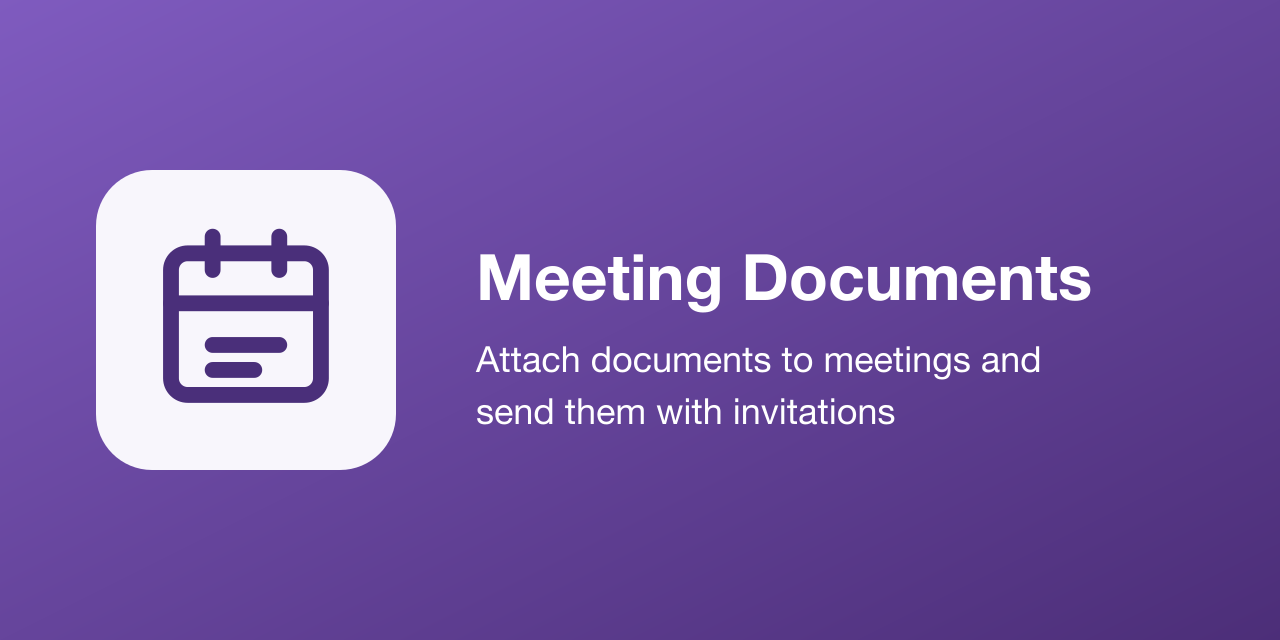 Meeting Documents
Attach documents to meetings and
send them with invitations